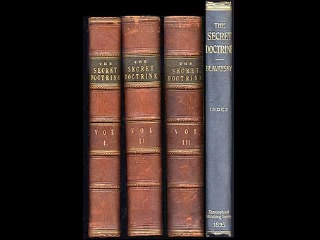 THE
SECRET
DOCTRINE
VOL
I
THE
SECRET
DOCTRINE
VOL
II
THE
SECRET
DOCTRINE
VOL
III
THE
SECRET
DOCTRINE
BLAVATSKY
INDEX